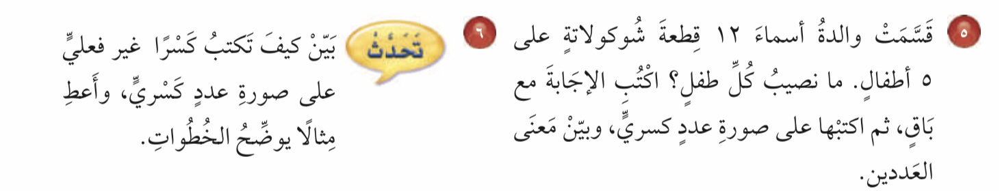 ٥ قَسَّمَتْ والدةُ أسماءَ ١٢ قِطعةَ شُوكولاتةٍ على
٥ أطفالٍ. ما نصيبُ كُلِّ طفلٍ؟ اكْتُبِ الإجَابةَ مع
بَاقٍ، ثم اكتبْها على صورةِ عددٍ كسريٍّ، وبيّنْ مَعنَى
العَددين.
٦ تَحَدَّثْ بَيّنْ كيفَ تَكتبُ كَسْرًا غير فعليٍّ
على صورةِ عددٍ كَسْريٍّ، وأَعطِ
مِثالًا يوضِّحُ الخُطُواتِ.